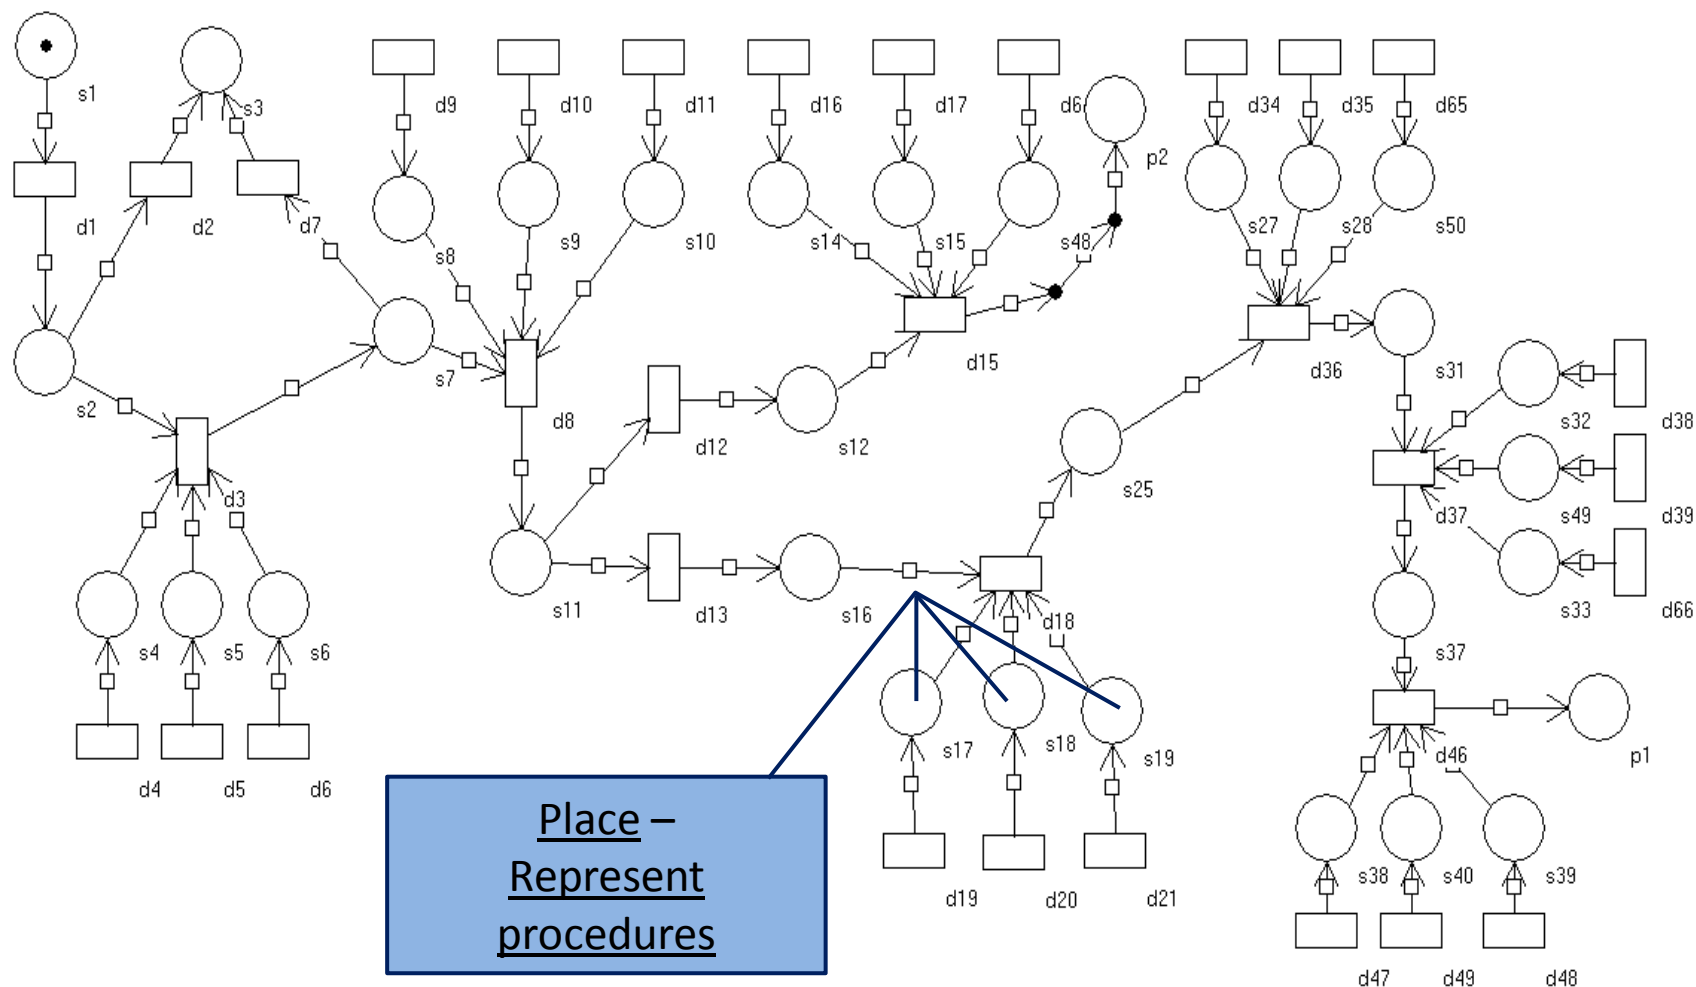 s1
s3
d9
d10
d11
d16
d17
d6
p2
d34
d35
d65
d1
d2
d7
s8
s9
s10
s14
s15
s48
s27
s28
s50
s2
s7
d8
d12
s12
d15
d36
s31
s32
d38
d3
s25
d37
s49
d39
s11
d13
s16
d18
s33
d66
s4
s5
s6
s37
s17
s18
s19
d46
p1
d4
d5
d6
Place –
Represent
procedures
d19
d20
d21
s38
s40
s39
d47
d49
d48